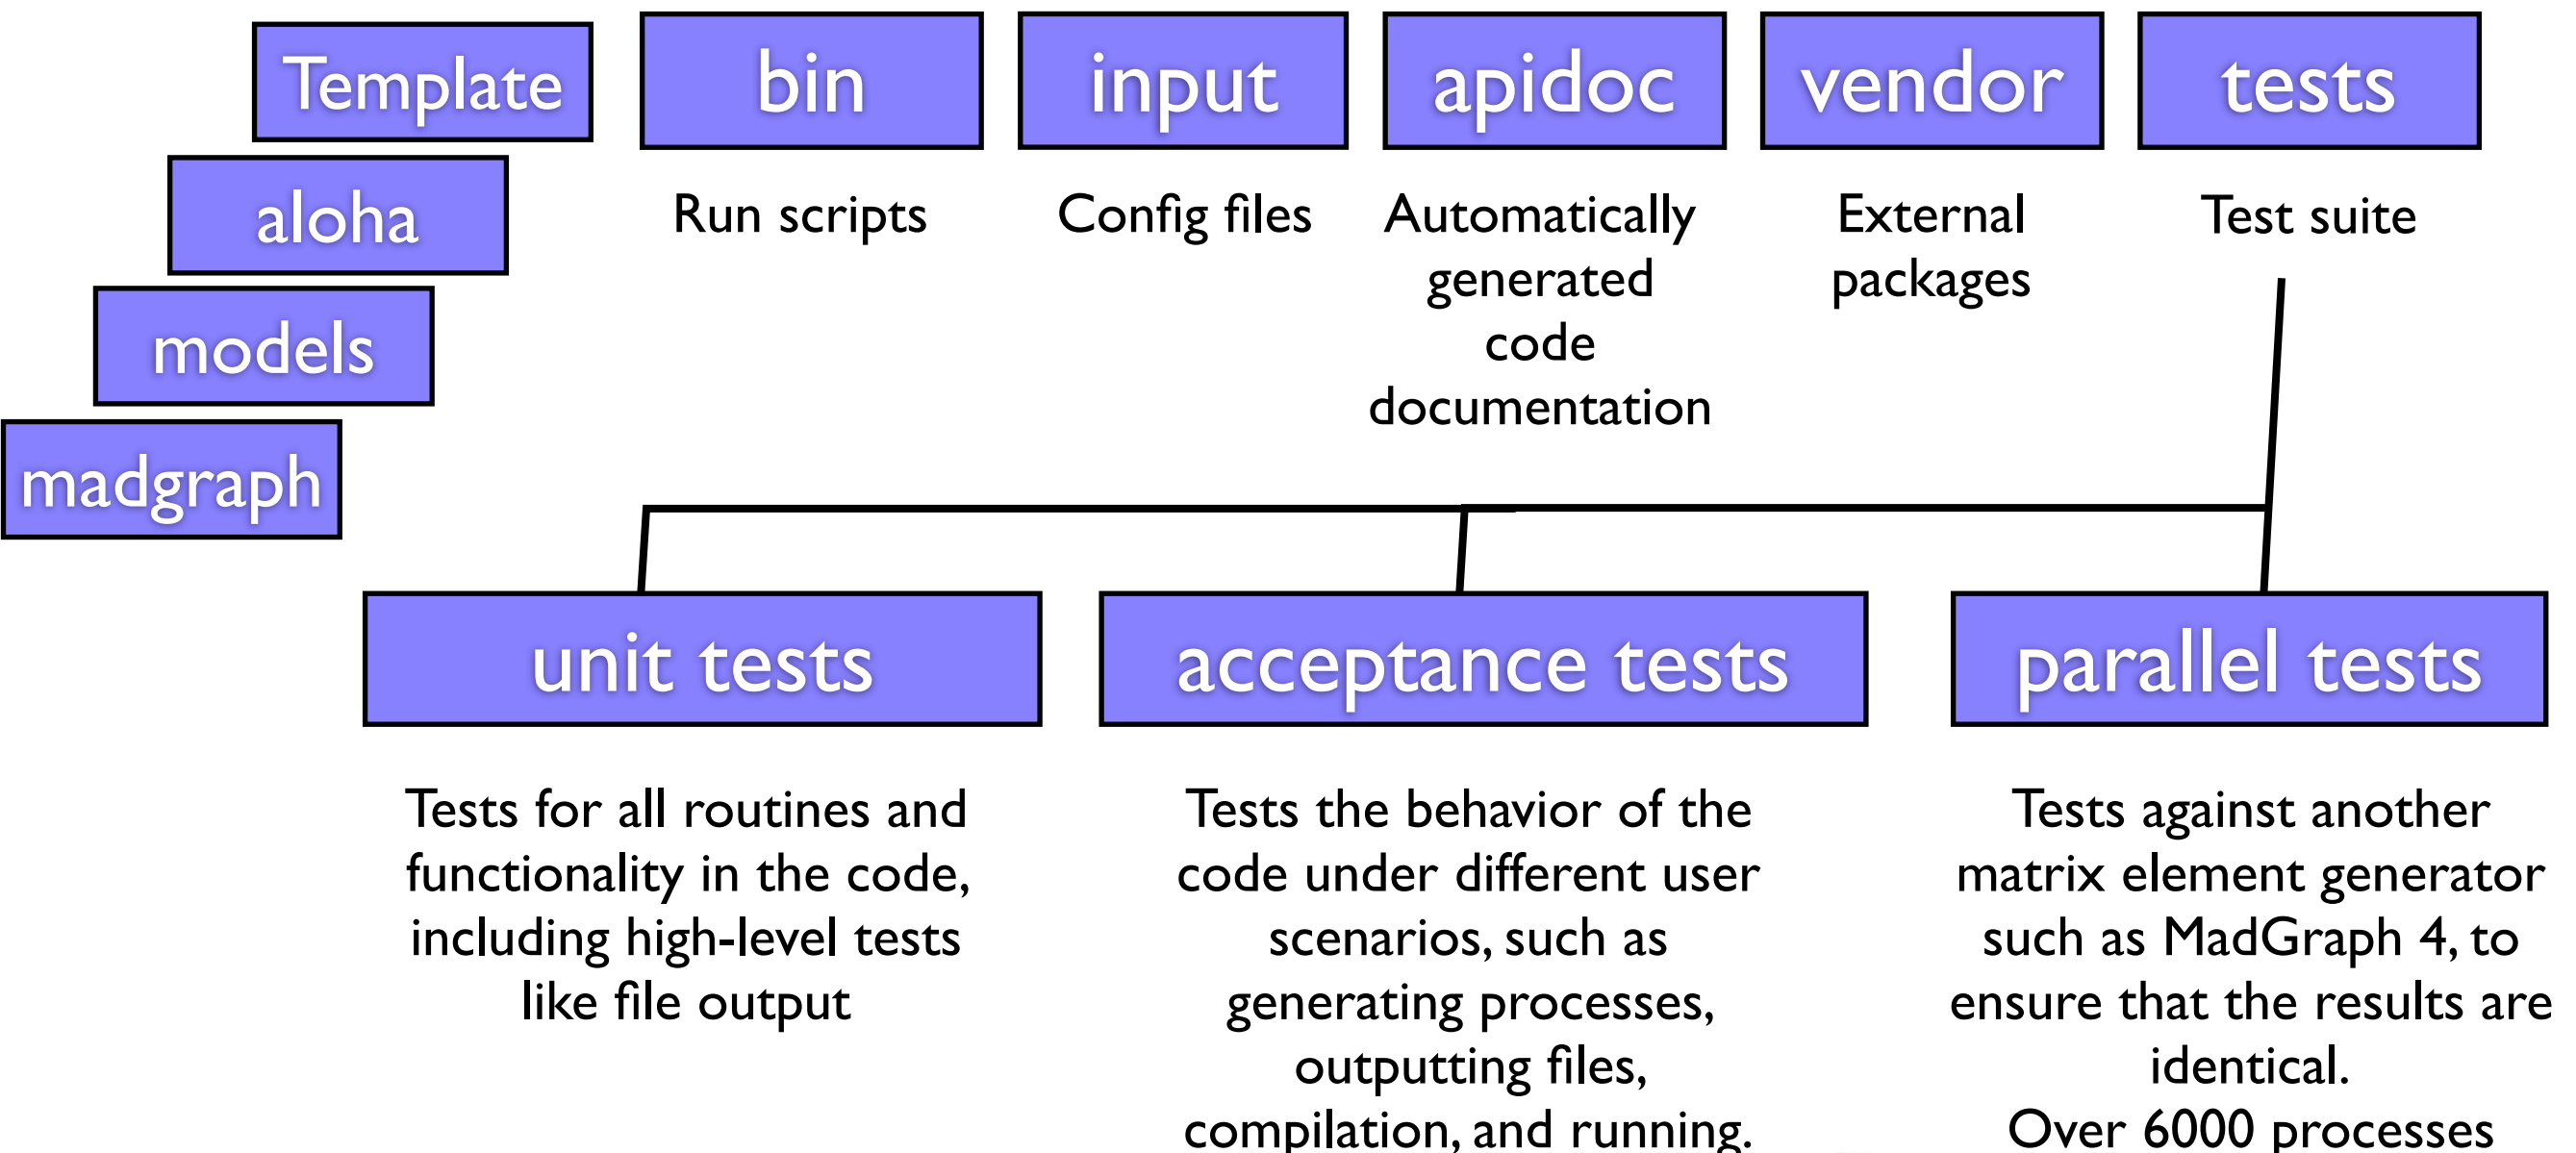 Template
aloha
models
madgraph
bin
Run scripts
input
Config files
apidoc
Automatically
generated
code
documentation
vendor
External
packages
tests
Test suite
unit tests
Tests for all routines and
functionality in the code,
including high-level tests
like file output
acceptance tests
Tests the behavior of the
code under different user
scenarios, such as
generating processes,
outputting files,
compilation, and running.
parallel tests
Tests against another
matrix element generator
such as MadGraph 4, to
ensure that the results are
identical.
Over 6000 processes